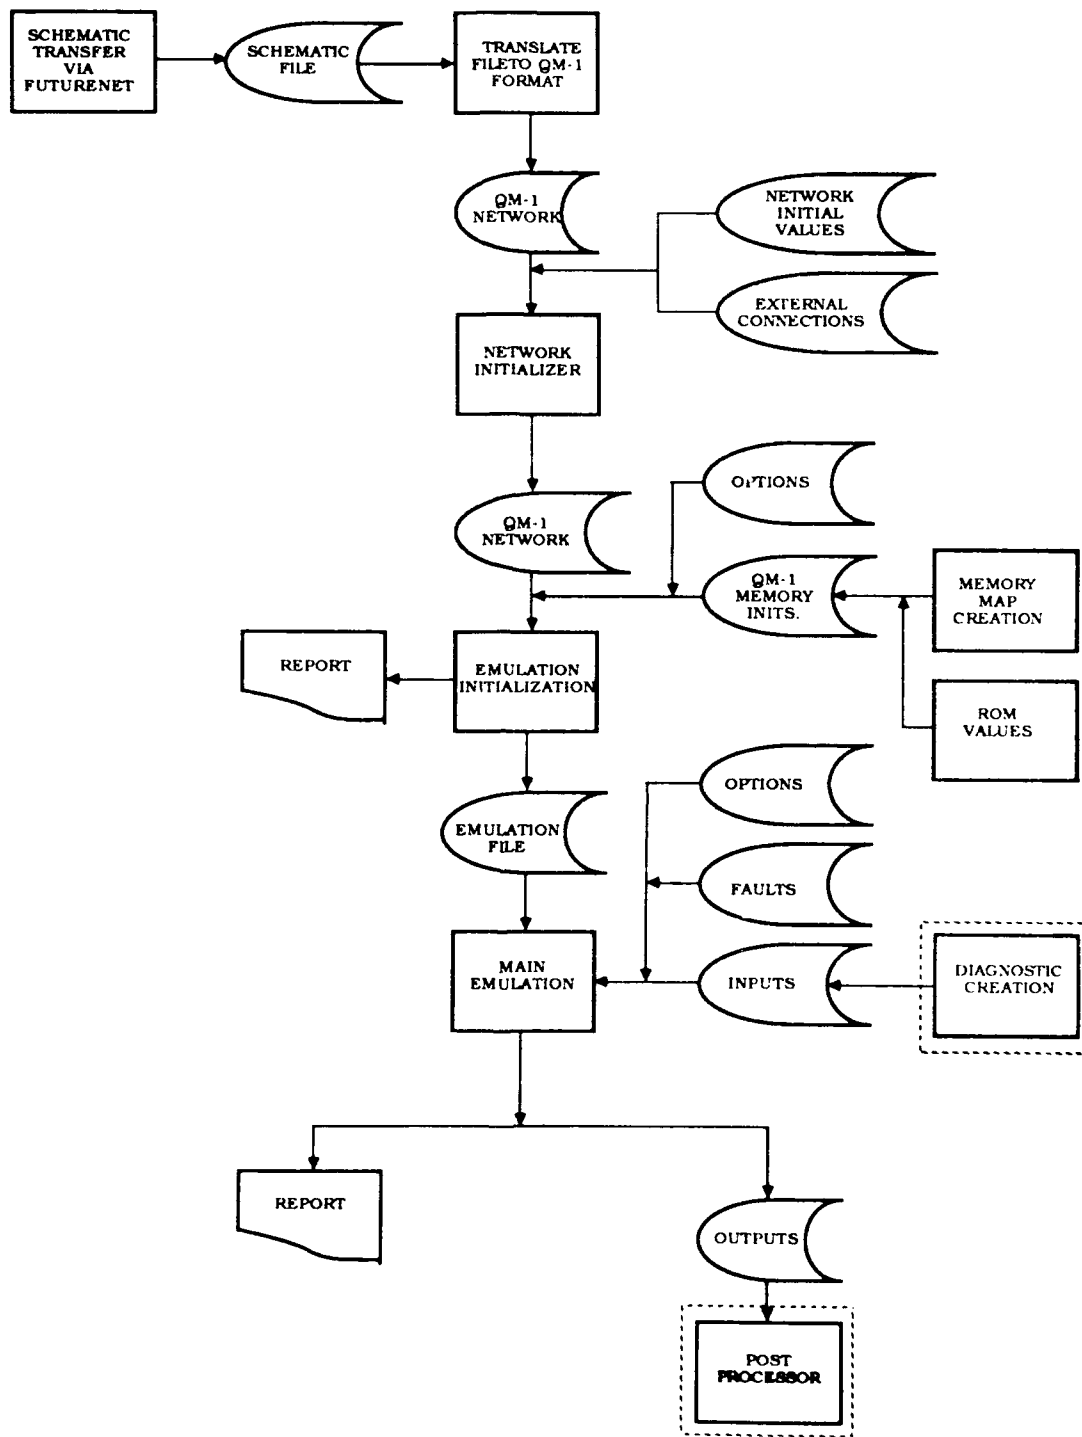 SCHEMATIC
TRANSFER
VIA
FUTURENET
SCHEMATIC
FILE
TRANSLATE
FILETO QM-1
FORMAT
QM-1
NETWORK
NETWORK
INITIAL
VALUES
EXTERNAL
CONNECTIONS
NETWORK
INITIALIZER
OPTIONS
QM-1
NETWORK
QM-1
MEMORY
INITS.
MEMORY
MAP
CREATION
REPORT
EMULATION
INITIALIZATION
ROM
VALUES
OPTIONS
EMULATION
FILE
FAULTS
MAIN
EMULATION
INPUTS
DIAGNOSTIC
CREATION
REPORT
OUTPUTS
POST
PROCESSOR